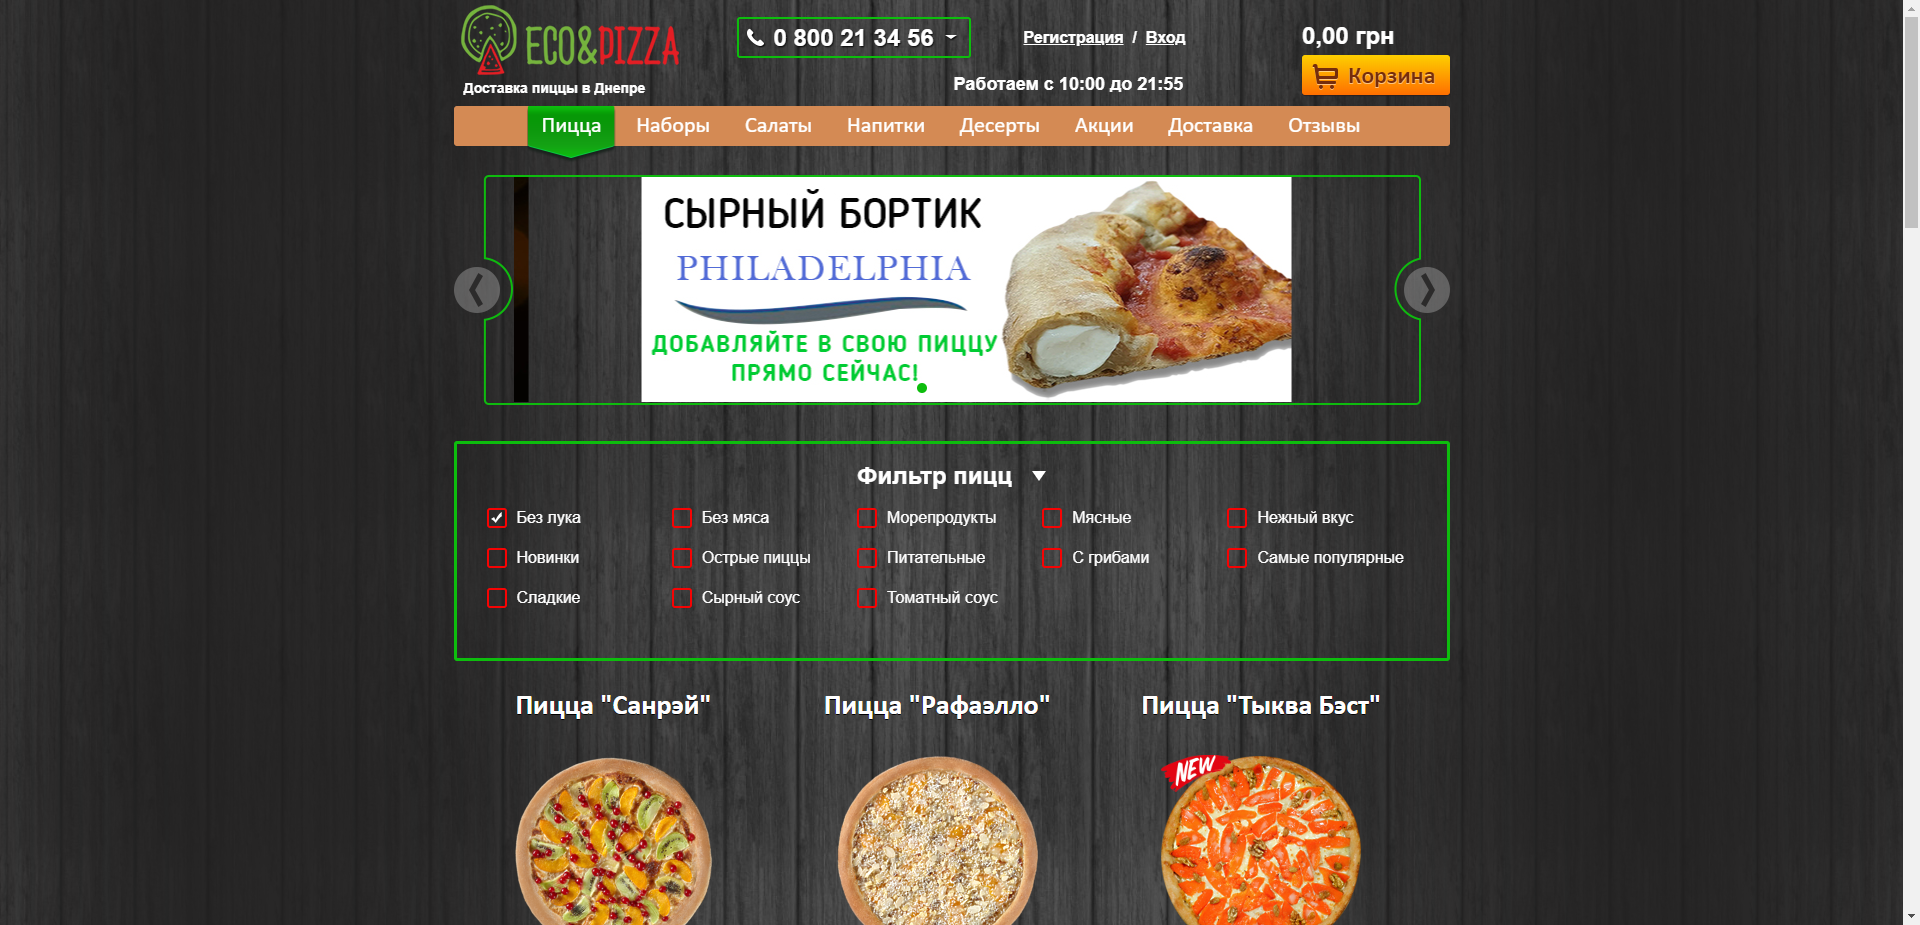 ECO&PIZZA
Доставка пиццы в Днепре
0 800 21 34 56
Регистрация / Вход
Работаем с 10:00 до 21:55
0,00 грн
Корзина
Пицца Наборы Салаты Напитки Десерты Акции Доставка Отзывы
СЫРНЫЙ БОРТИК
PHILADELPHIA
ДОБАВЛЯЙТЕ В СВОЮ ПИЦЦУ
ПРЯМО СЕЙЧАС!
Фильтр пицц
Без лука Без мяса Морепродукты Мясные Нежный вкус
Новинки Острые пиццы Питательные С грибами Самые популярные
Сладкие Сырный соус Томатный соус
Пицца "Санрэй" Пицца "Рафаэлло" Пицца "Тыква Бэст"
NEW